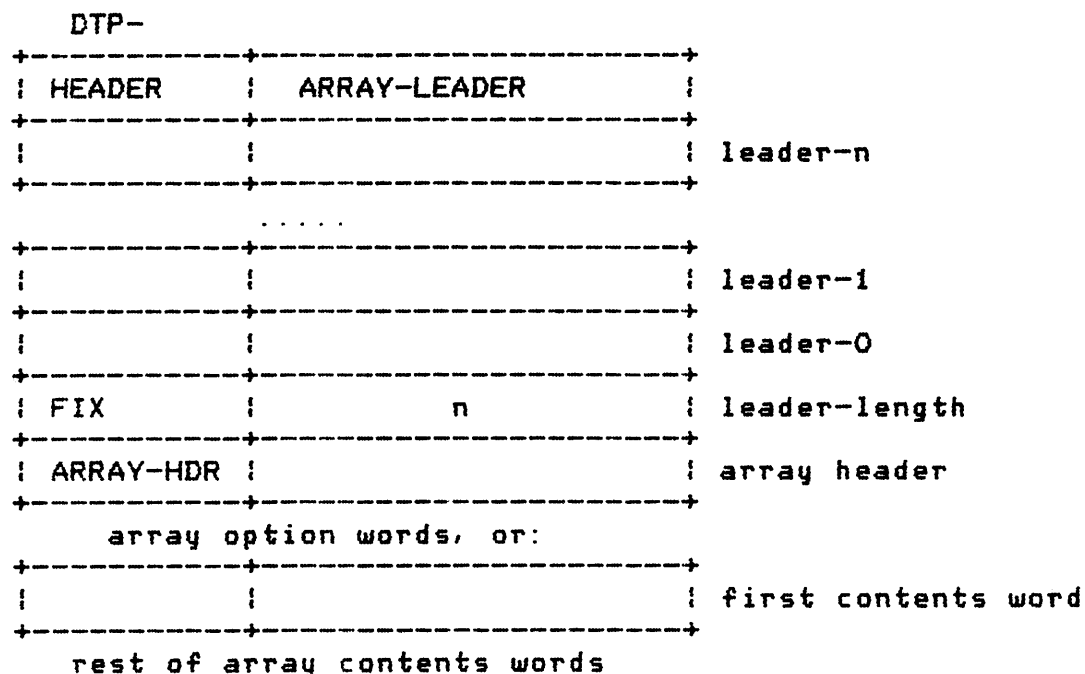 DTP-
+-----------+---------------------+
| HEADER    |  ARRAY-LEADER       |
+-----------+---------------------+
|           |                     | leader-n
+-----------+---------------------+
            .....
+-----------+---------------------+
|           |                     | leader-1
+-----------+---------------------+
|           |                     | leader-0
+-----------+---------------------+
| FIX       |         n           | leader-length
+-----------+---------------------+
| ARRAY-HDR |                     | array header
+-----------+---------------------+
array option words, or:
+-----------+---------------------+
|           |                     | first contents word
+-----------+---------------------+
rest of array contents words